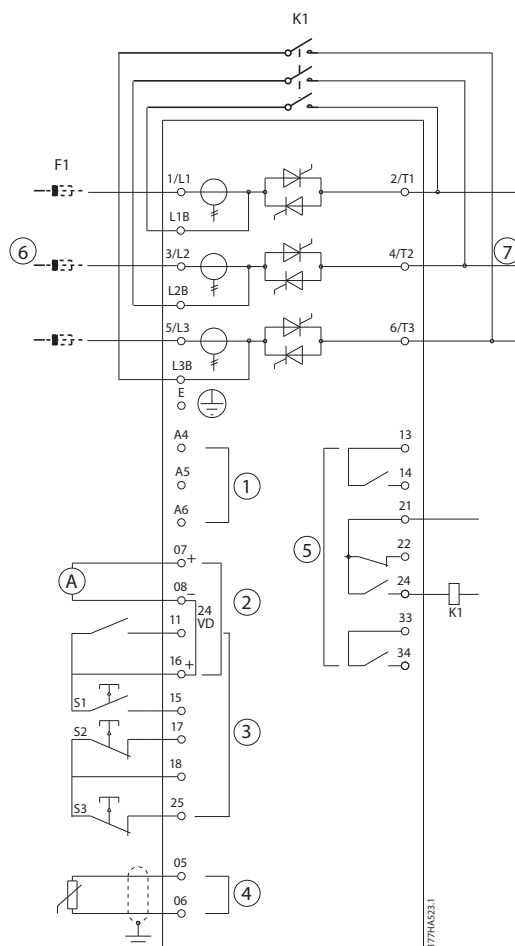 K1
F1
1/L1
2/T1
L1B
6
3/L2
4/T2
7
L2B
5/L3
6/T3
L3B
E
A4
13
14
A5
1
21
A6
5
22
07
+
A
2
08
–
24
VD
24
K1
11
33
16
+
34
S1
15
S2
17
3
18
S3
25
05
4
06
177HA523.1